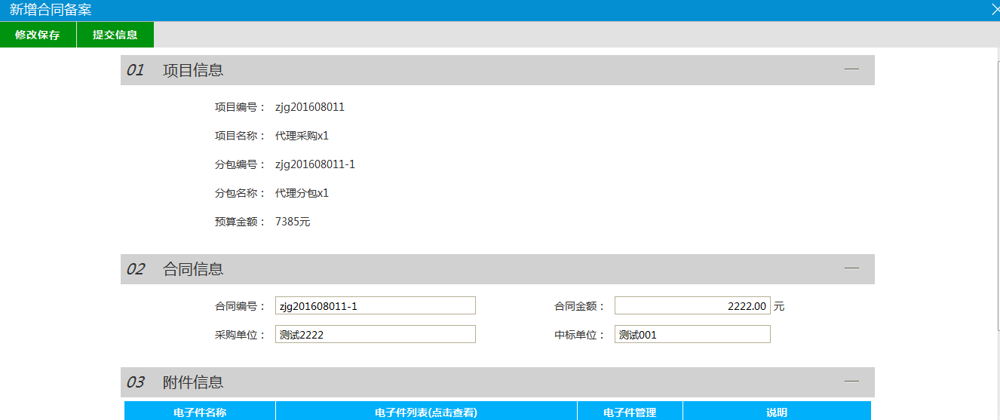 新增合同备案
修改保存 提交信息
01 项目信息
项目编号： zjg201608011
项目名称： 代理采购x1
分包编号： zjg201608011-1
分包名称： 代理分包x1
预算金额： 7385元
02 合同信息
合同编号： zjg201608011-1 合同金额： 2222.00 元
采购单位： 测试2222 中标单位： 测试001
03 附件信息
电子件名称 电子件列表(点击查看) 电子件管理 说明